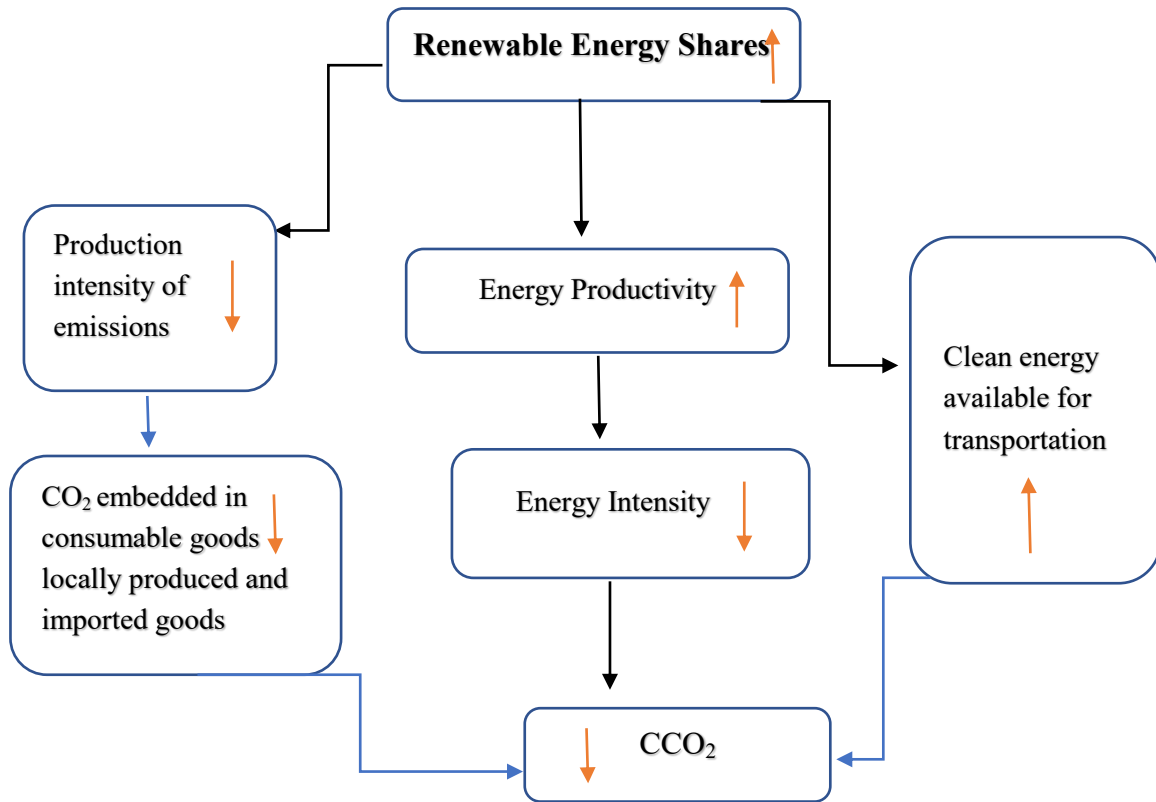 Renewable Energy Shares
Production
intensity of
emissions
Energy Productivity
Clean energy
available for
transportation
CO₂ embedded in
consumable goods
locally produced and
imported goods
Energy Intensity
CCO₂